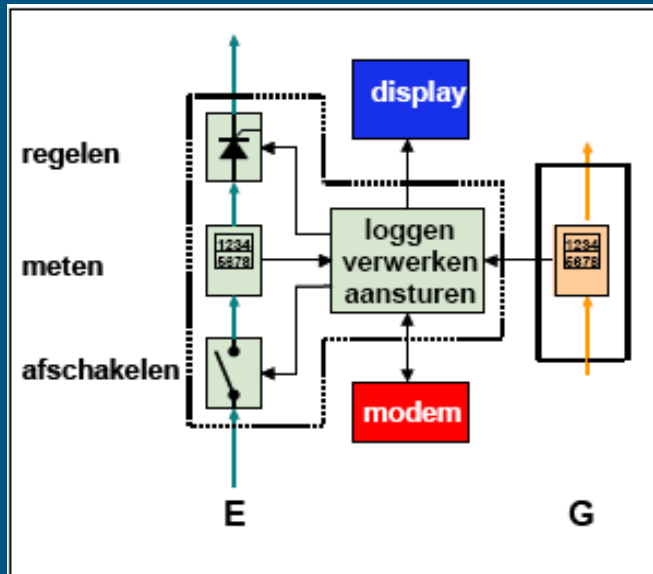 display
regelen
meten
afschakelen
1234
5678
loggen
verwerken
aansturen
1234
5678
modem
E
G